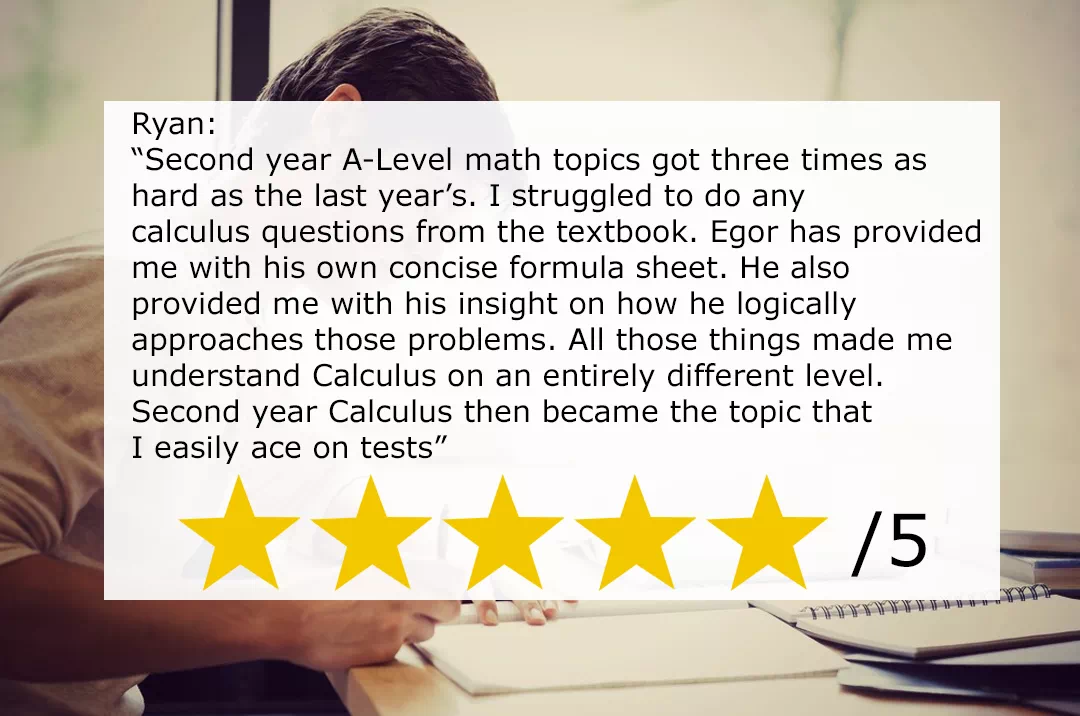 Ryan:
“Second year A-Level math topics got three times as
hard as the last year’s. I struggled to do any
calculus questions from the textbook. Egor has provided
me with his own concise formula sheet. He also
provided me with his insight on how he logically
approaches those problems. All those things made me
understand Calculus on an entirely different level.
Second year Calculus then became the topic that
I easily ace on tests”
/5